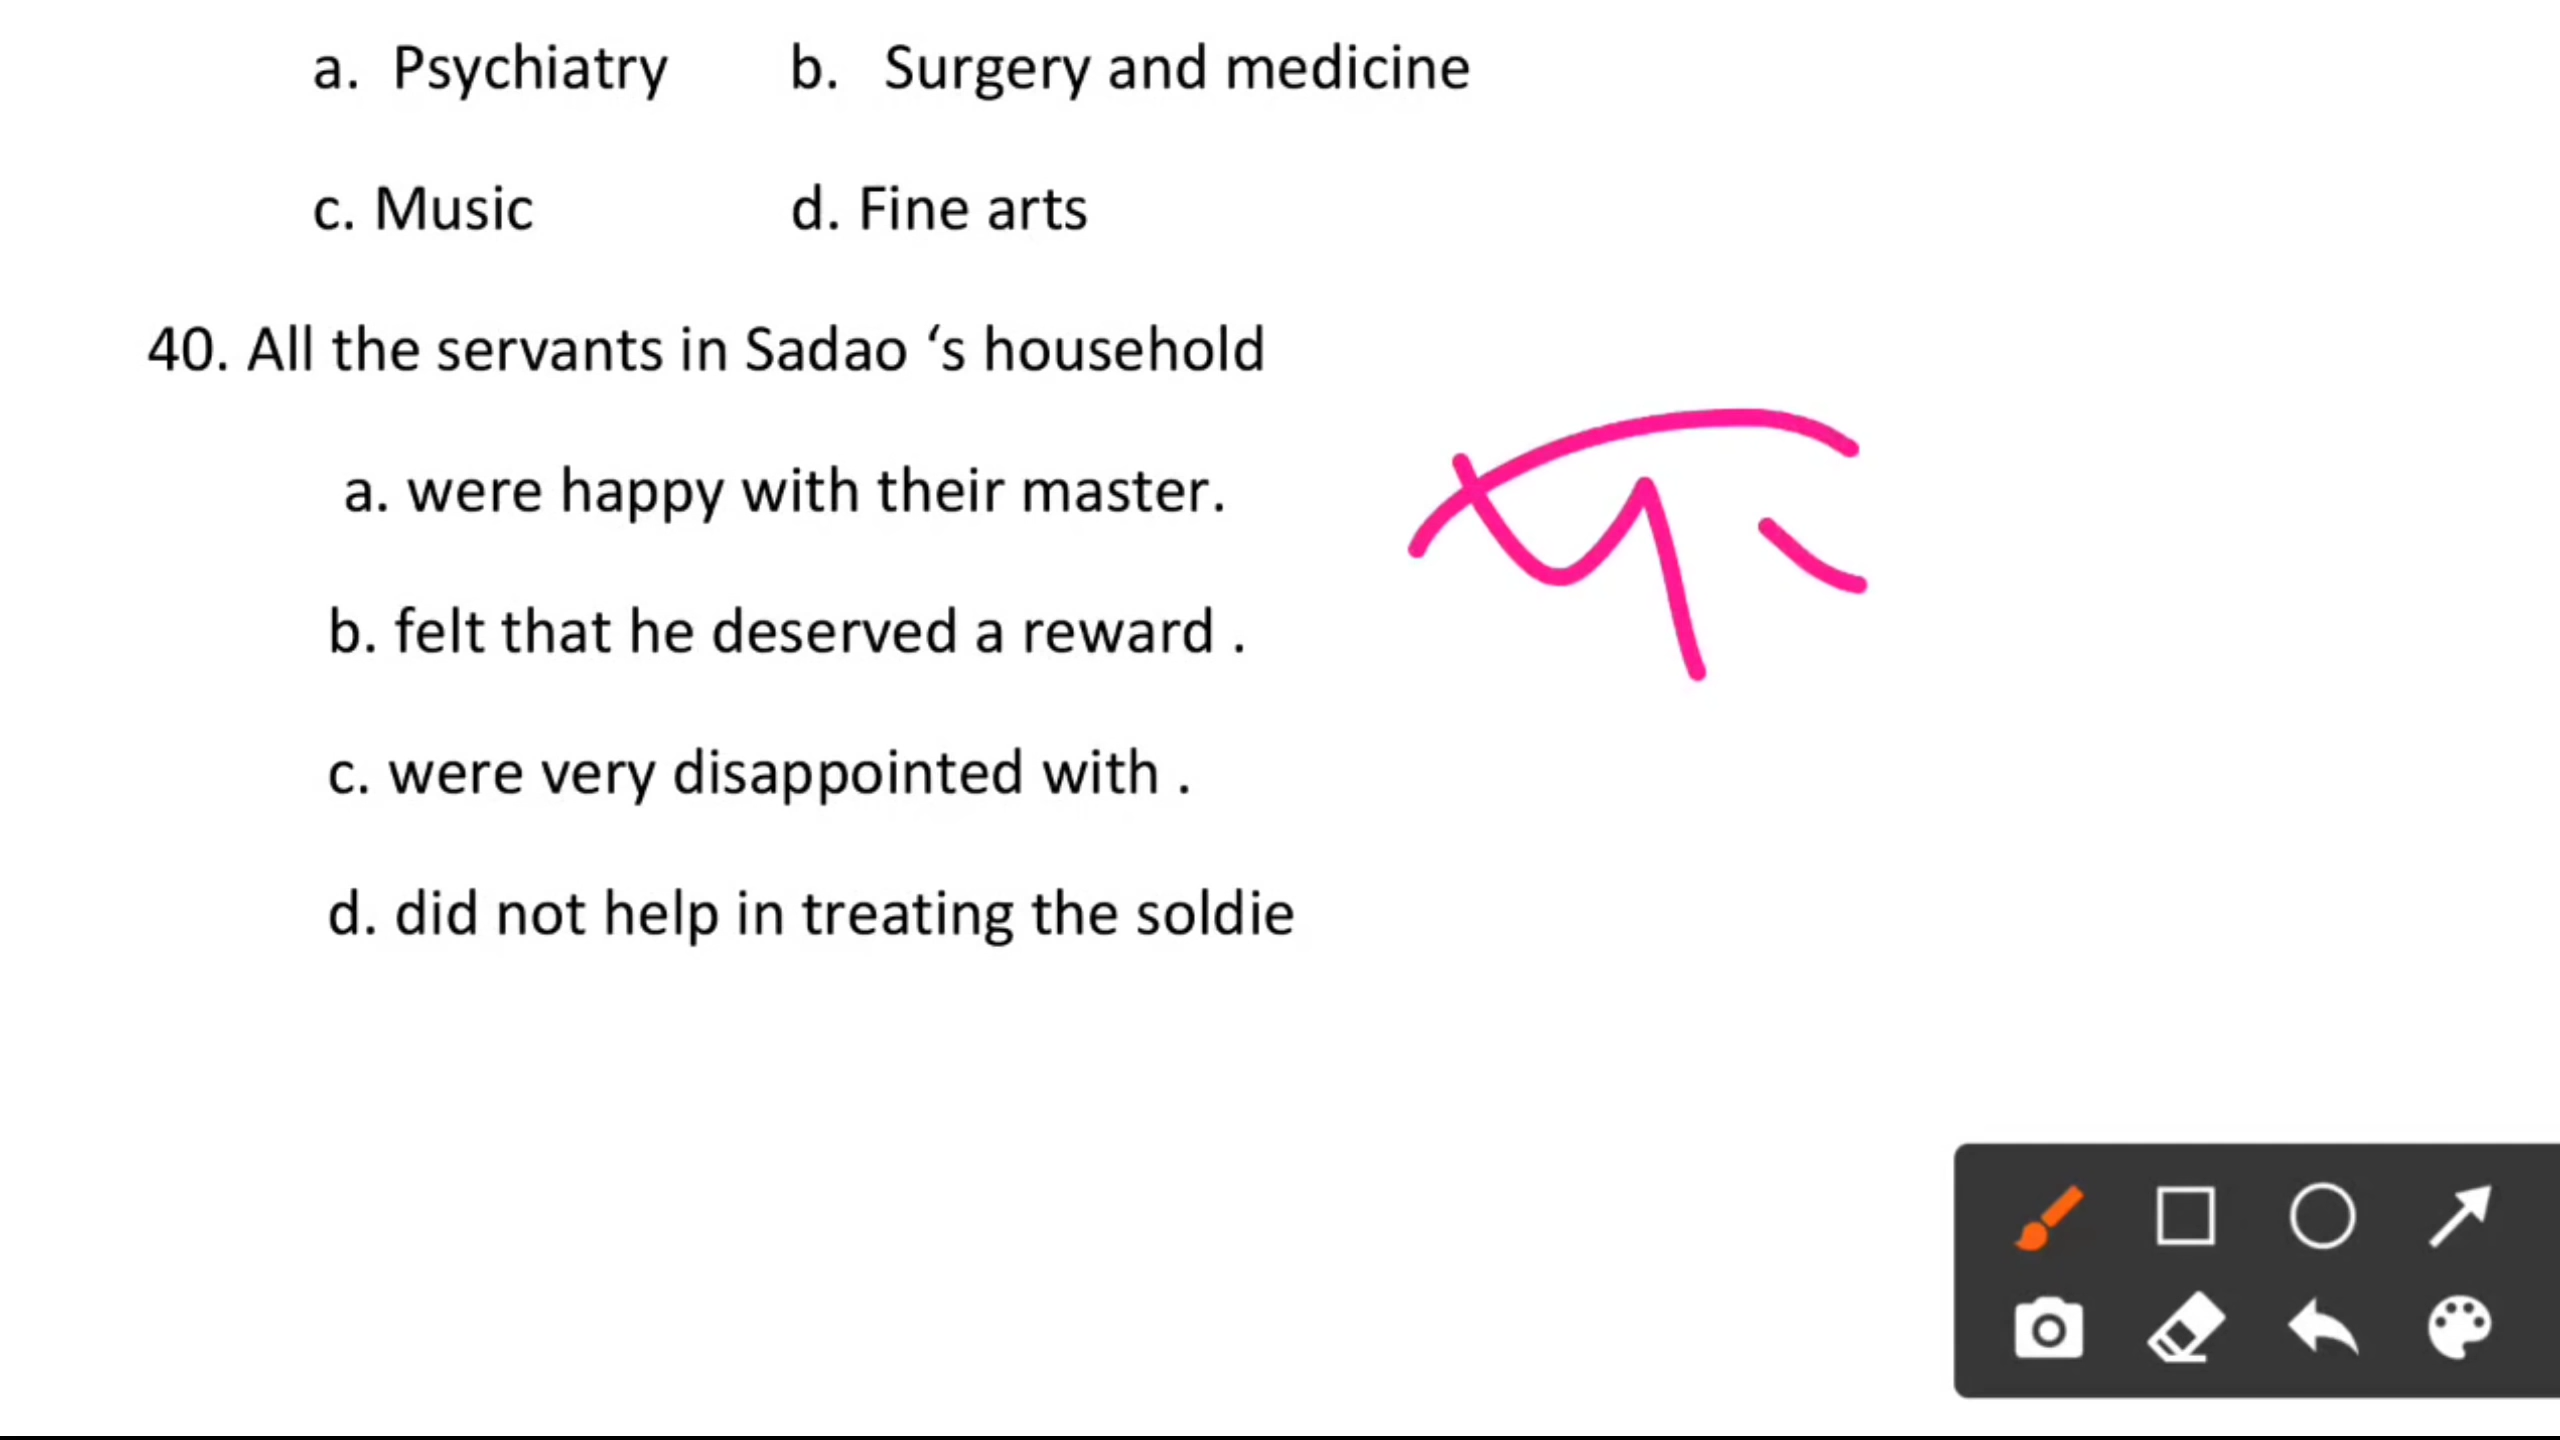 a. Psychiatry b. Surgery and medicine
c. Music d. Fine arts
40. All the servants in Sadao ‘s household
a. were happy with their master.
b. felt that he deserved a reward .
c. were very disappointed with .
d. did not help in treating the soldie